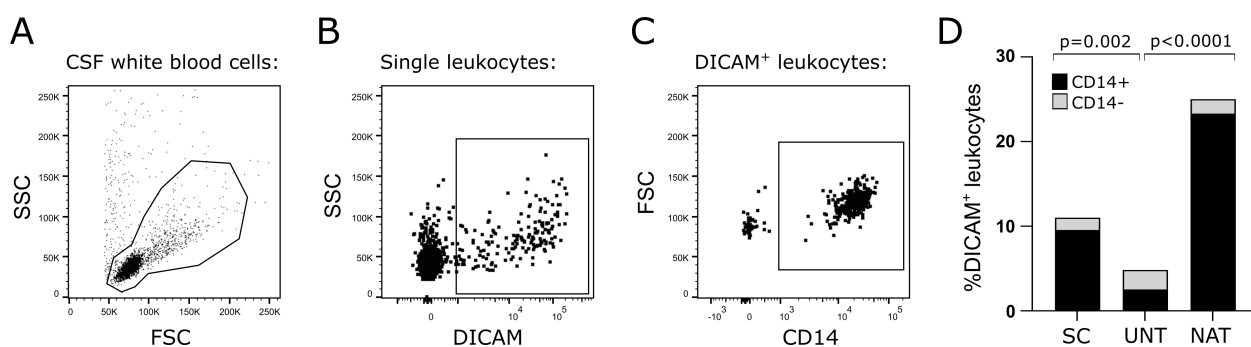 A
CSF white blood cells:
SSC
250K
200K
150K
100K
50K
0
0 50K 100K 150K 200K 250K
FSC
B
Single leukocytes:
SSC
250K
200K
150K
100K
50K
0
0 10^4 10^5
DICAM
C
DICAM⁺ leukocytes:
FSC
250K
200K
150K
100K
50K
0
-10^3 0 10^3 10^4 10^5
CD14
D
p=0.002 p<0.0001
%DICAM⁺ leukocytes
30
20
10
0
CD14+
CD14-
SC UNT NAT